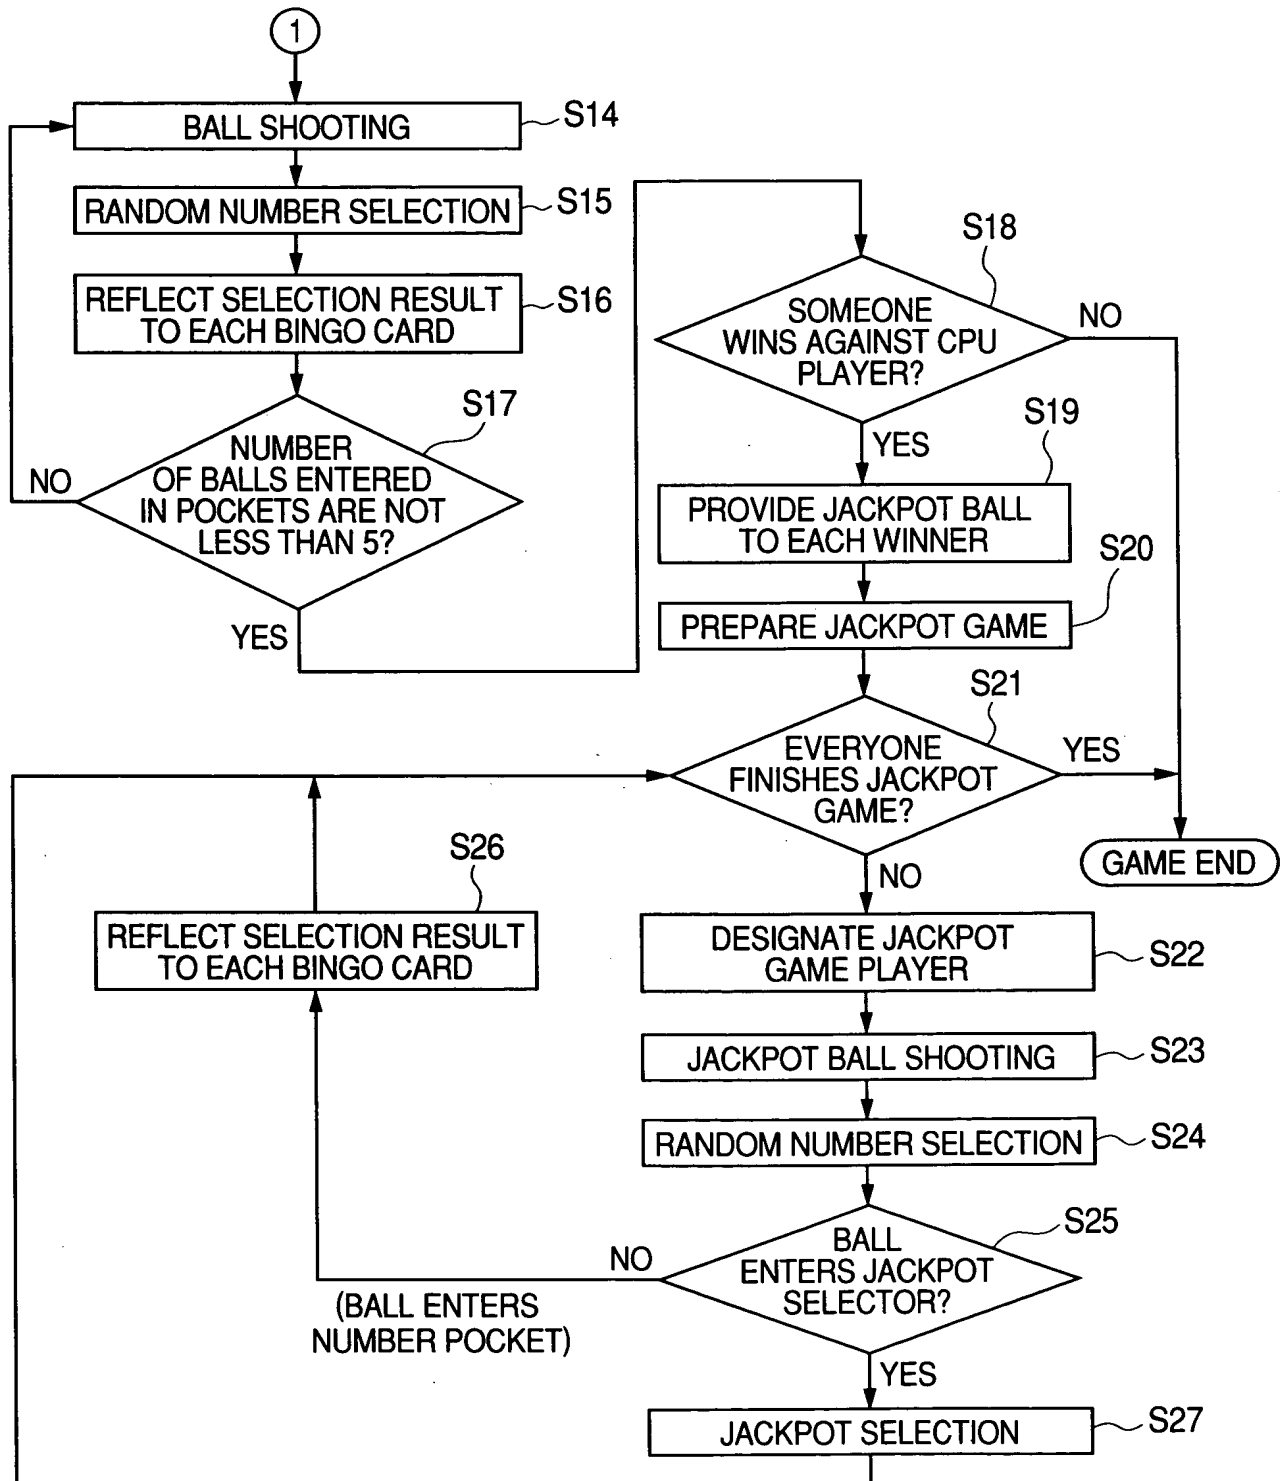 1
BALL SHOOTING
S14
RANDOM NUMBER SELECTION
S15
REFLECT SELECTION RESULT
TO EACH BINGO CARD
S16
S17
NUMBER
OF BALLS ENTERED
IN POCKETS ARE NOT
LESS THAN 5?
NO
YES
S18
SOMEONE
WINS AGAINST CPU
PLAYER?
NO
YES
S19
PROVIDE JACKPOT BALL
TO EACH WINNER
S20
PREPARE JACKPOT GAME
S21
EVERYONE
FINISHES JACKPOT
GAME?
YES
NO
GAME END
S26
REFLECT SELECTION RESULT
TO EACH BINGO CARD
DESIGNATE JACKPOT
GAME PLAYER
S22
JACKPOT BALL SHOOTING
S23
RANDOM NUMBER SELECTION
S24
S25
BALL
ENTERS JACKPOT
SELECTOR?
NO
(BALL ENTERS
NUMBER POCKET)
YES
JACKPOT SELECTION
S27